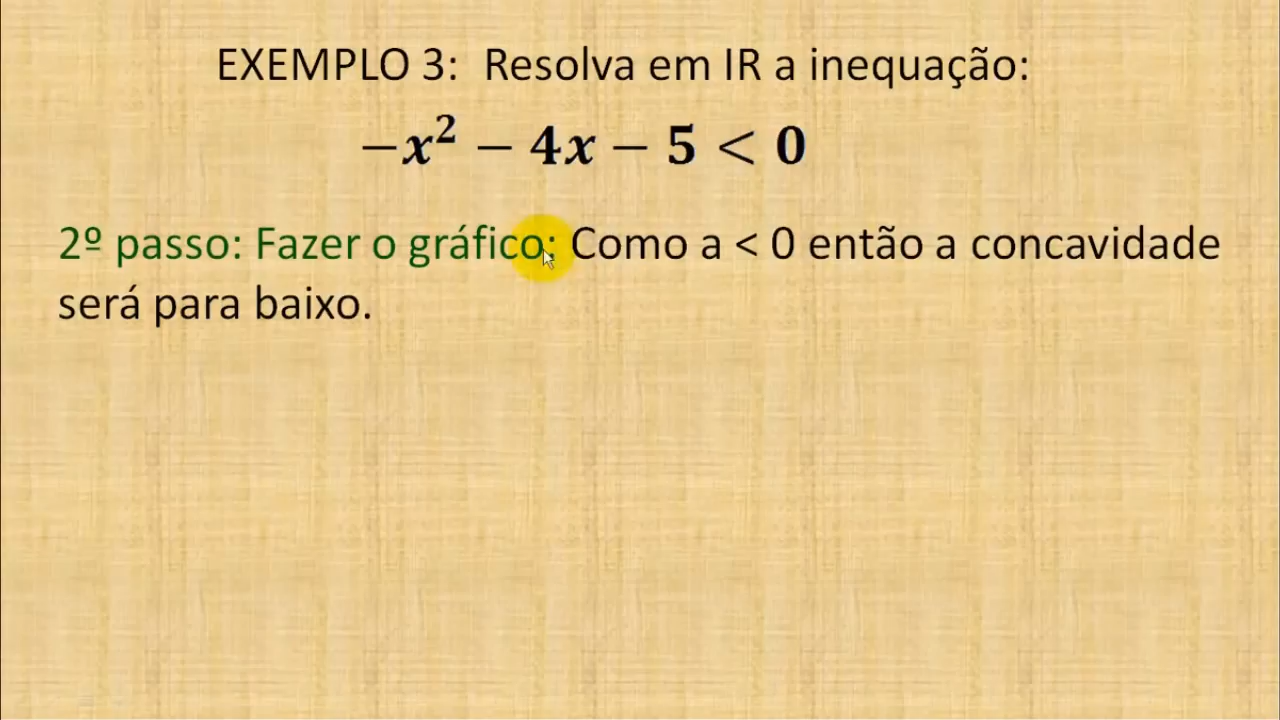 EXEMPLO 3: Resolva em IR a inequação:
−x² − 4x − 5 < 0
2º passo: Fazer o gráfico: Como a < 0 então a concavidade
será para baixo.